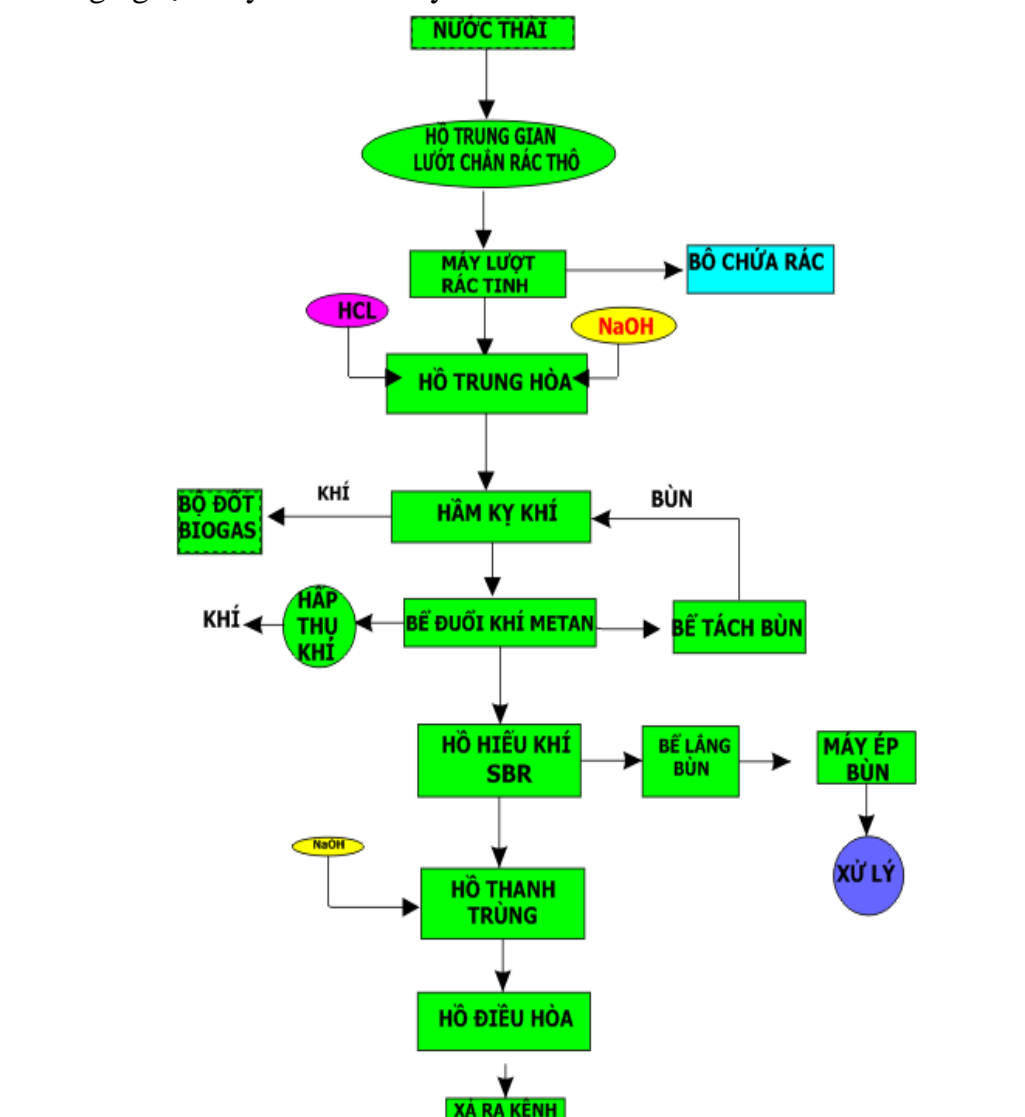 NƯỚC THẢI
HỒ TRUNG GIAN
LƯỚI CHẮN RÁC THÔ
MÁY LƯỢT
RÁC TINH
BÔ CHỨA RÁC
HCL
NaOH
HỒ TRUNG HÒA
BỘ ĐỐT
BIOGAS
KHÍ
HẦM KỴ KHÍ
BÙN
KHÍ
HẤP
THỤ
KHÍ
BỂ ĐUỔI KHÍ METAN
BỂ TÁCH BÙN
HỒ HIẾU KHÍ
SBR
BỂ LẮNG
BÙN
MÁY ÉP
BÙN
XỬ LÝ
NaOH
HỒ THANH
TRÙNG
HỒ ĐIỀU HÒA
XẢ RA KÊNH